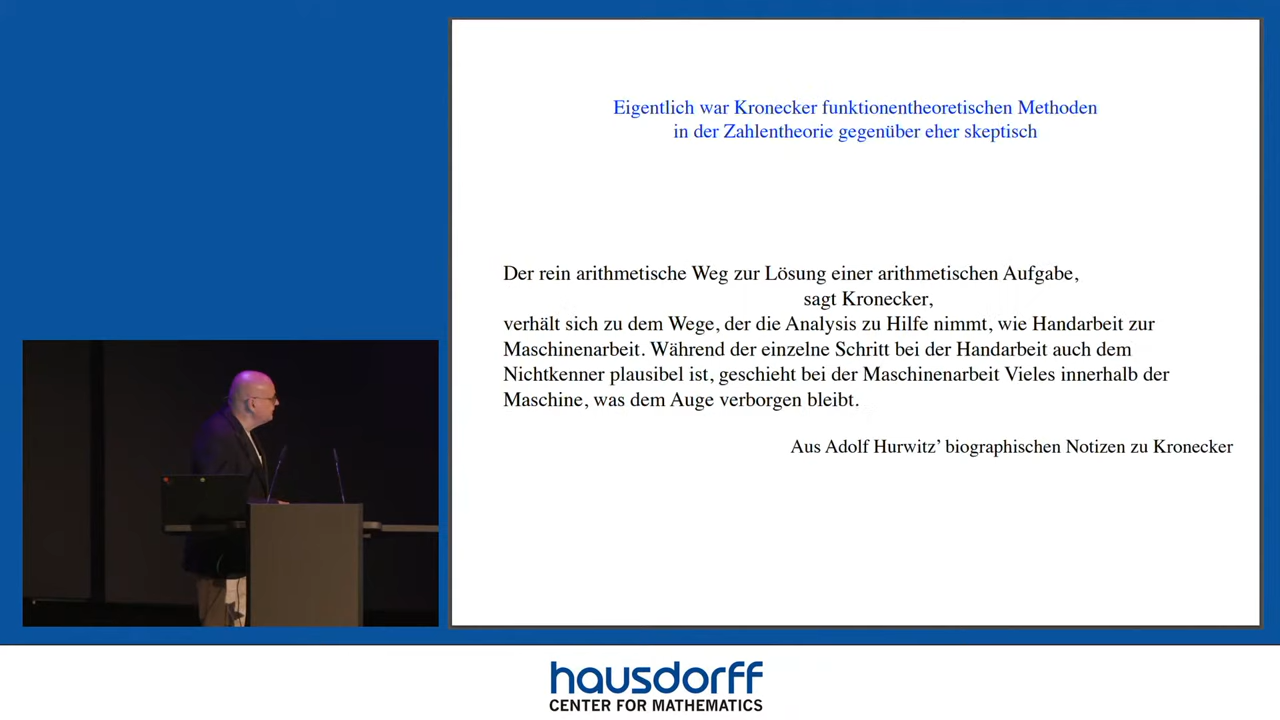 Eigentlich war Kronecker funktionentheoretischen Methoden
in der Zahlentheorie gegenüber eher skeptisch
Der rein arithmetische Weg zur Lösung einer arithmetischen Aufgabe,
sagt Kronecker,
verhält sich zu dem Wege, der die Analysis zu Hilfe nimmt, wie Handarbeit zur
Maschinenarbeit. Während der einzelne Schritt bei der Handarbeit auch dem
Nichtkenner plausibel ist, geschieht bei der Maschinenarbeit Vieles innerhalb der
Maschine, was dem Auge verborgen bleibt.
Aus Adolf Hurwitz’ biographischen Notizen zu Kronecker
hausdorff
CENTER FOR MATHEMATICS